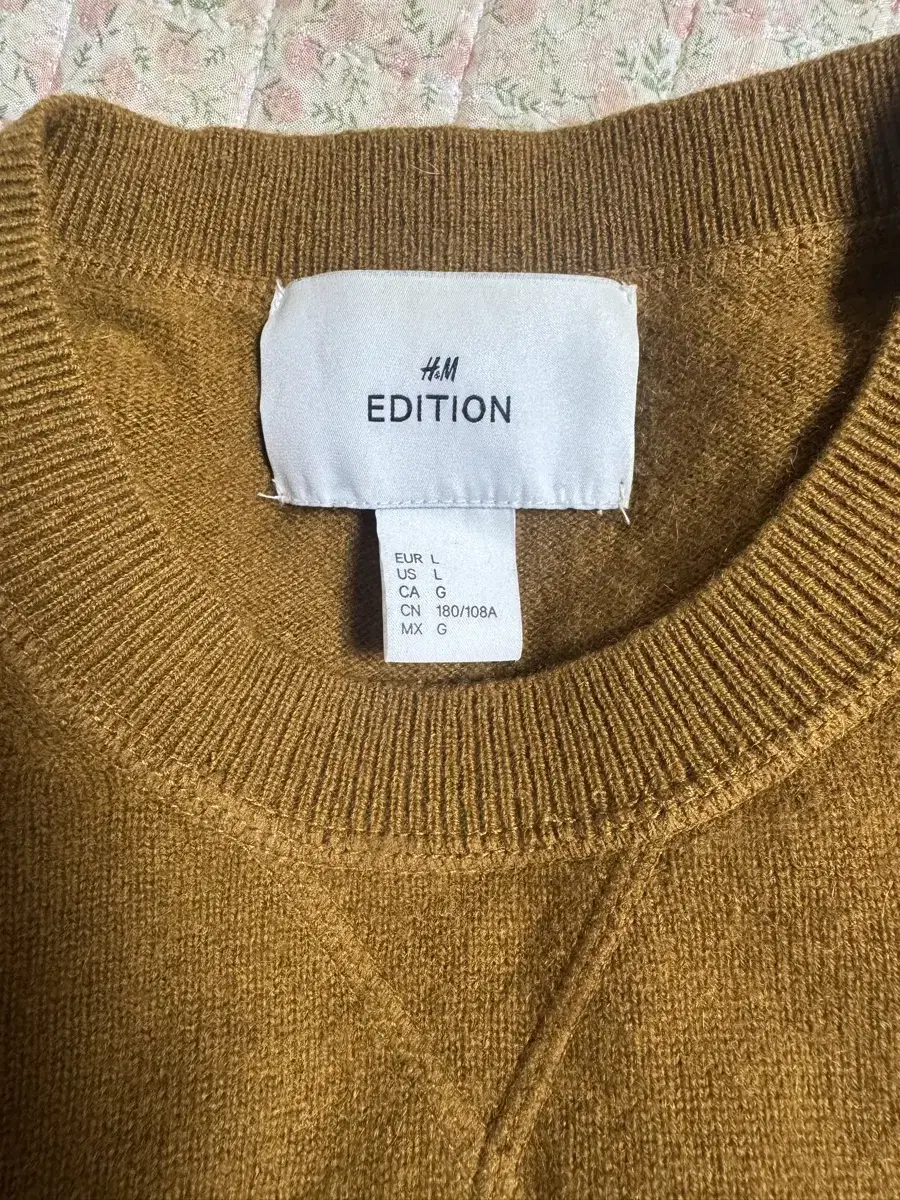 H&M
EDITION
EUR L
US L
CA G
CN 180/108A
MX G